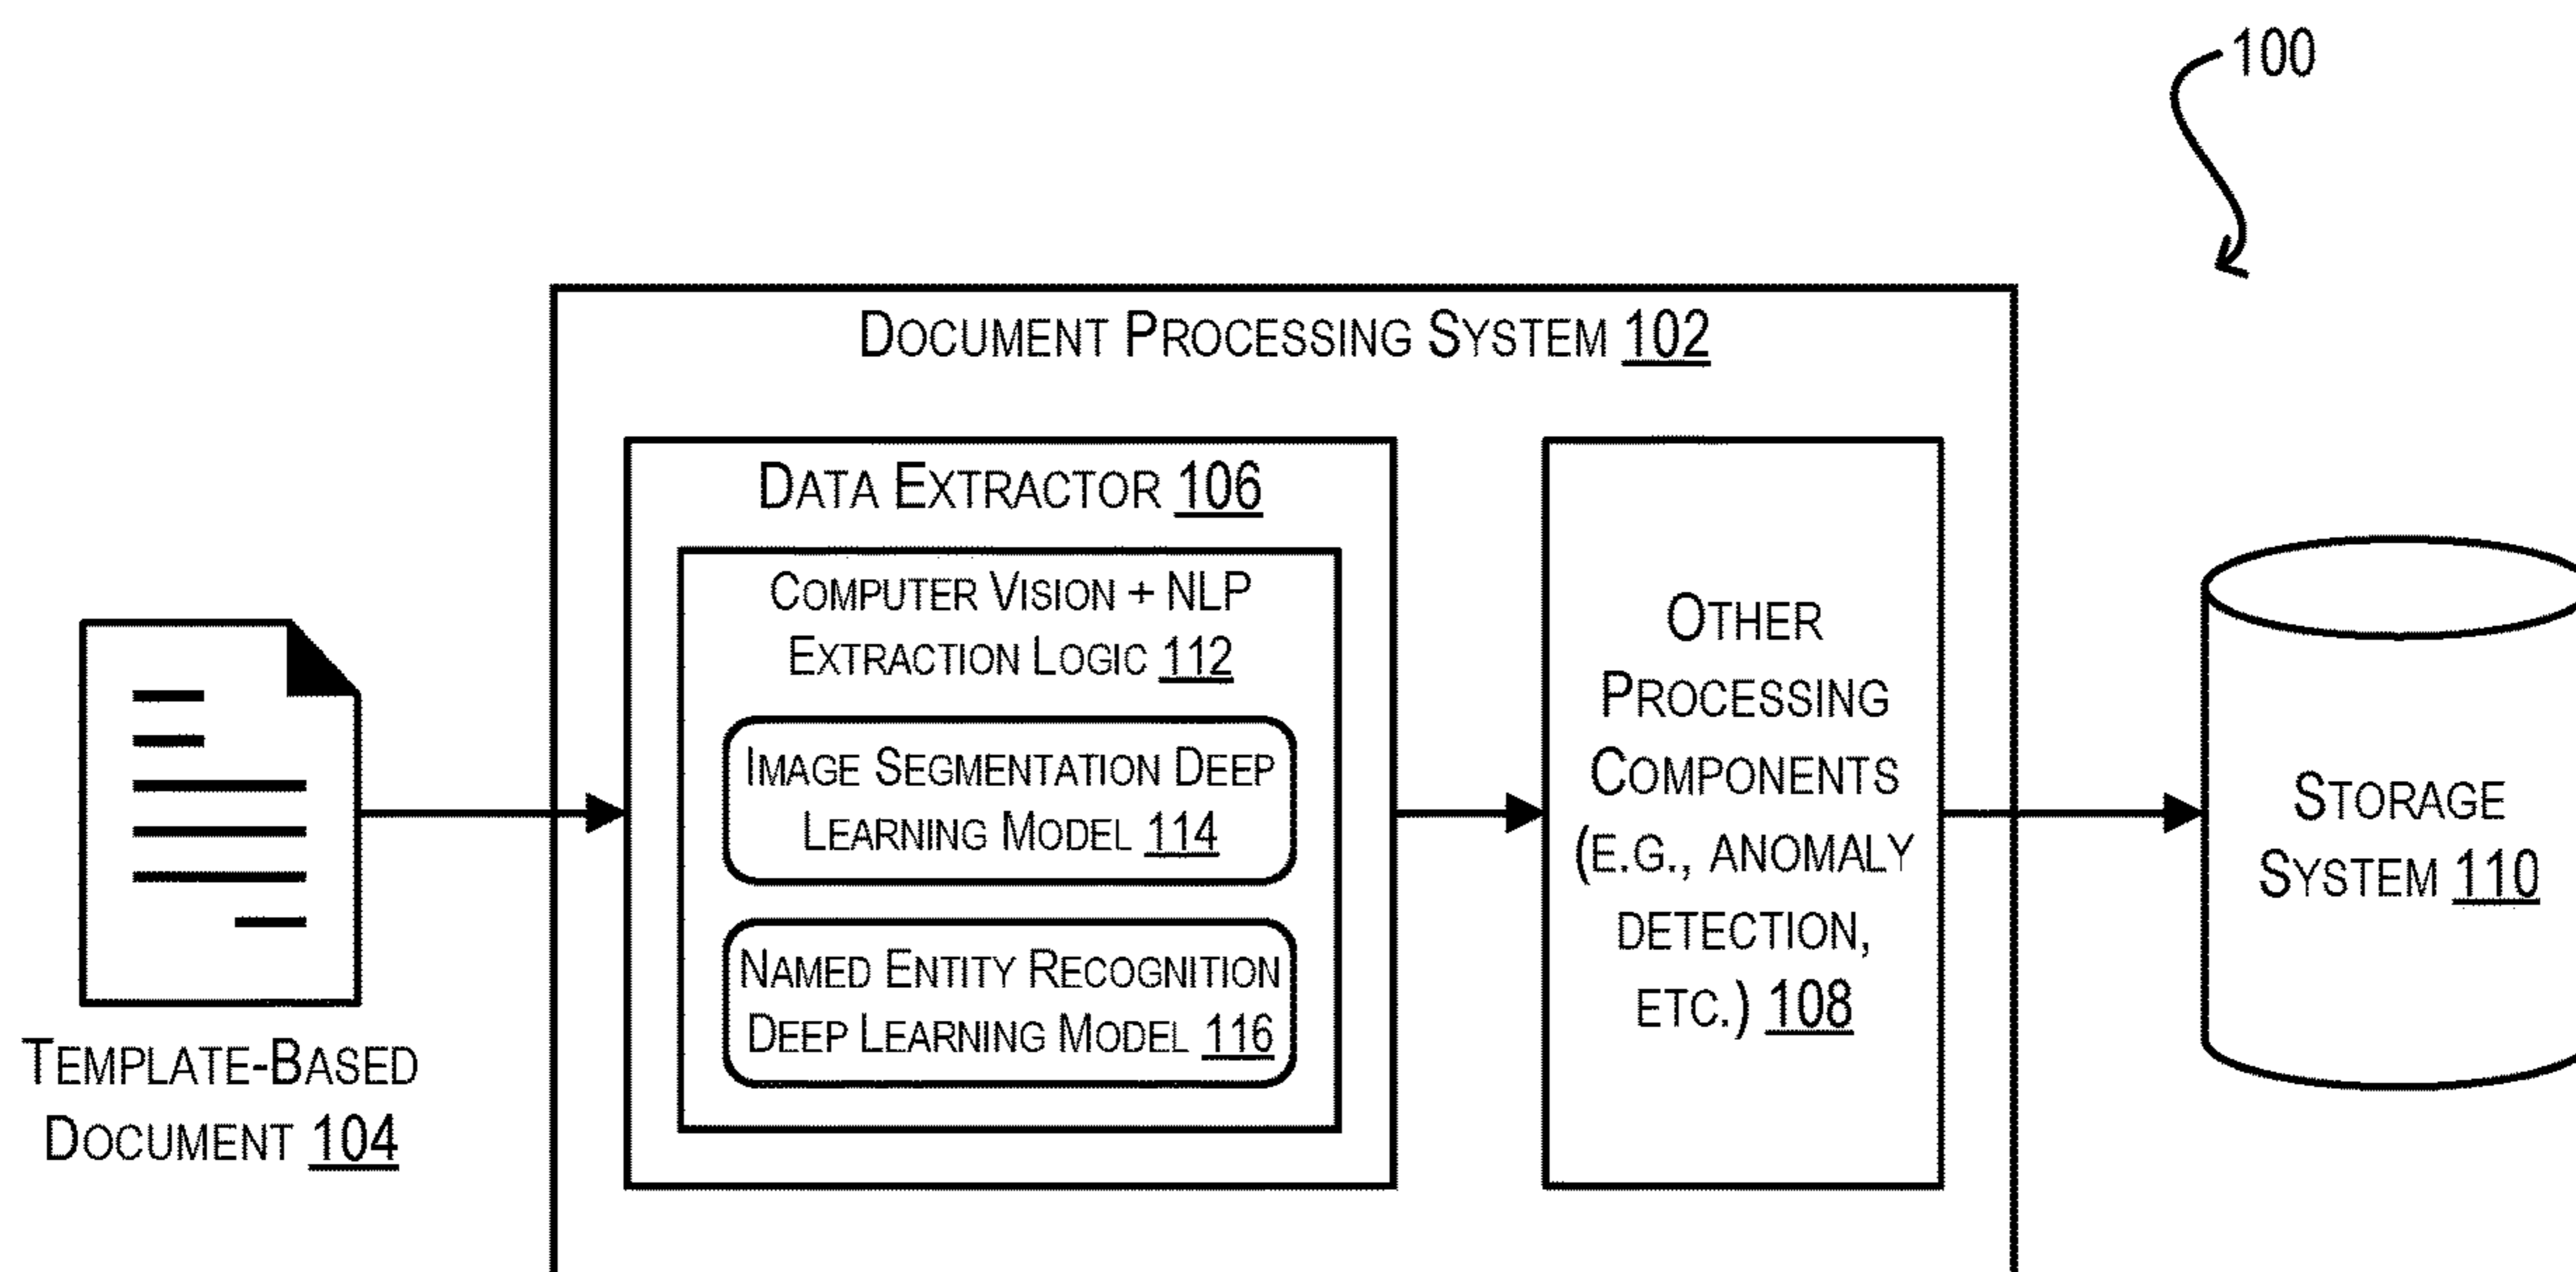 100
DOCUMENT PROCESSING SYSTEM 102
DATA EXTRACTOR 106
COMPUTER VISION + NLP
EXTRACTION LOGIC 112
IMAGE SEGMENTATION DEEP
LEARNING MODEL 114
NAMED ENTITY RECOGNITION
DEEP LEARNING MODEL 116
OTHER
PROCESSING
COMPONENTS
(E.G., ANOMALY
DETECTION,
ETC.) 108
STORAGE
SYSTEM 110
TEMPLATE-BASED
DOCUMENT 104